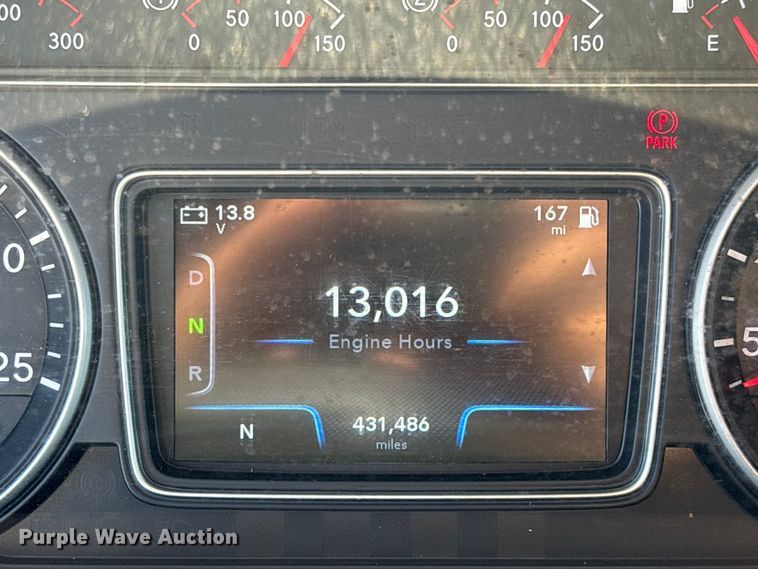 300
0 50 100 150
0 50 100 150
E
P
PARK
13.8
V
167
mi
D
N
R
13,016
Engine Hours
N
431,486
miles
25
Purple Wave Auction